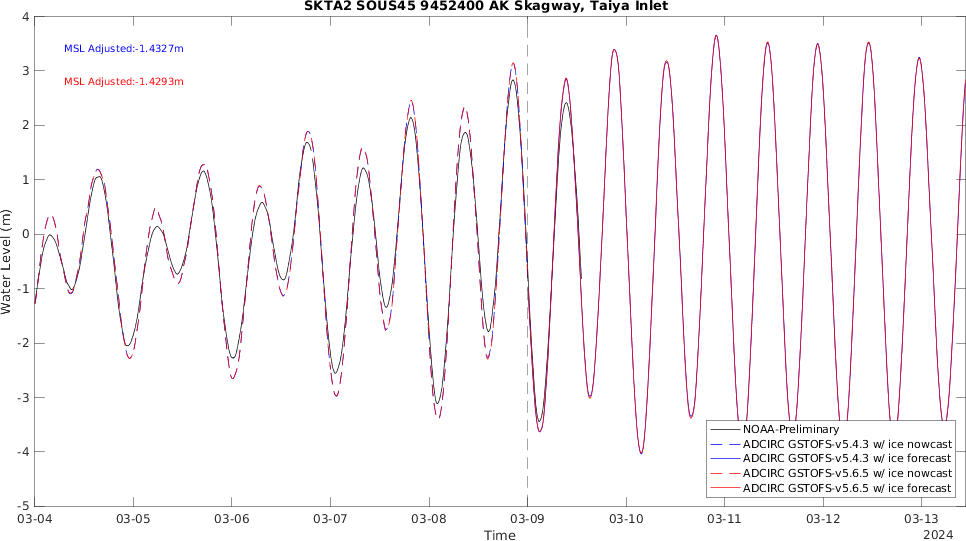 SKTA2 SOUS45 9452400 AK Skagway, Taiya Inlet
MSL Adjusted:-1.4327m
MSL Adjusted:-1.4293m
Water Level (m)
4
3
2
1
0
-1
-2
-3
-4
-5
NOAA-Preliminary
ADCIRC GSTOFS-v5.4.3 w/ ice nowcast
ADCIRC GSTOFS-v5.4.3 w/ ice forecast
ADCIRC GSTOFS-v5.6.5 w/ ice nowcast
ADCIRC GSTOFS-v5.6.5 w/ ice forecast
03-04 03-05 03-06 03-07 03-08 03-09 03-10 03-11 03-12 03-13
Time
2024